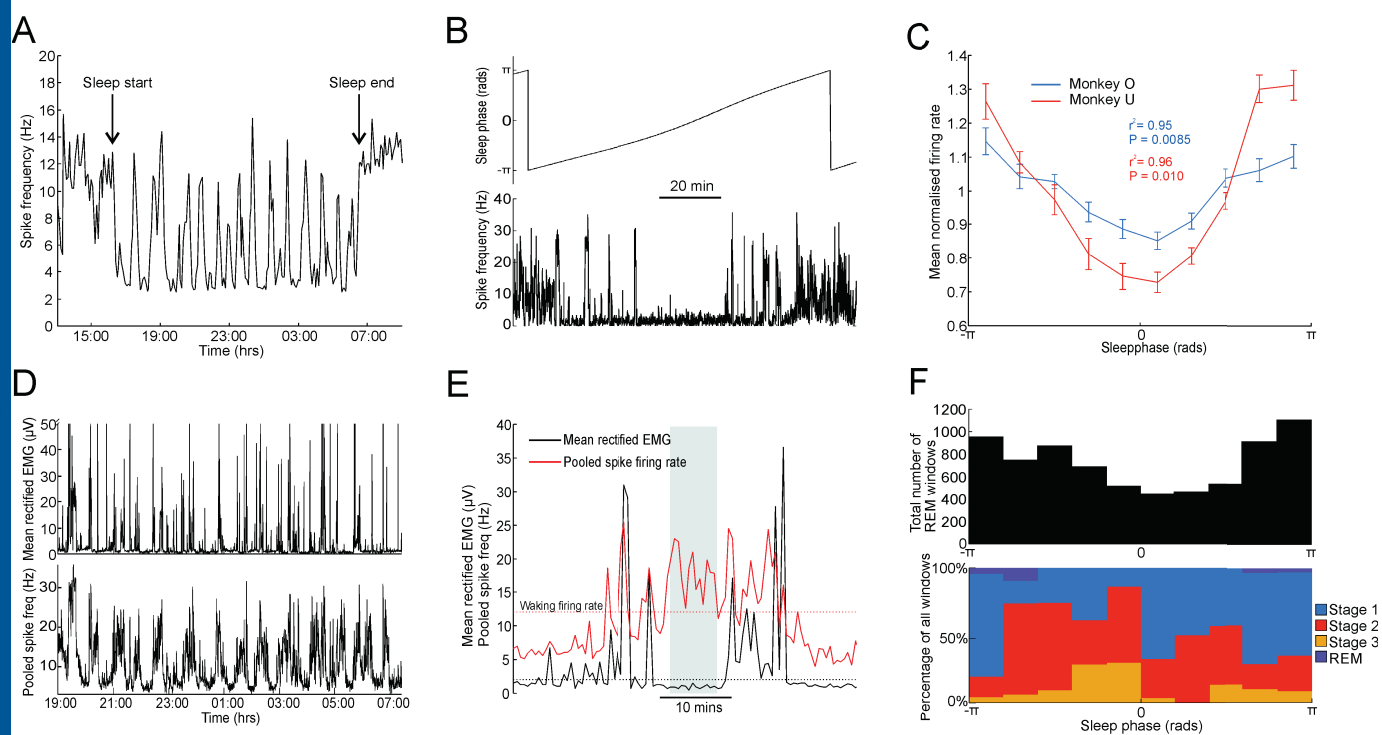 A
20
18
16
14
12
10
8
6
4
2
0
Spike frequency (Hz)
Sleep start
Sleep end
15:00
19:00
23:00
03:00
07:00
Time (hrs)
B
π
0
-π
Sleep phase (rads)
20 min
40
30
20
10
0
Spike frequency (Hz)
C
1.4
1.3
1.2
1.1
1
0.9
0.8
0.7
0.6
Mean normalised firing rate
Monkey O
Monkey U
r²= 0.95
P = 0.0085
r²= 0.96
P = 0.010
-π
0
π
Sleepphase (rads)
D
50
40
30
20
10
0
Mean rectified EMG (µV)
30
20
10
Pooled spike freq (Hz)
19:00
21:00
23:00
01:00
03:00
05:00
07:00
Time (hrs)
E
40
35
30
25
20
15
10
5
0
Mean rectified EMG (µV)
Pooled spike freq (Hz)
Mean rectified EMG
Pooled spike firing rate
Waking firing rate
10 mins
F
1200
1000
800
600
400
200
0
Total number of
REM windows
-π
0
π
100%
50%
0%
Percentage of all windows
Stage 1
Stage 2
Stage 3
REM
-π
0
π
Sleep phase (rads)